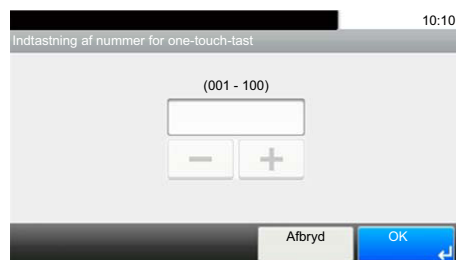 10:10
Indtastning af nummer for one-touch-tast
(001 - 100)
Afbryd
OK